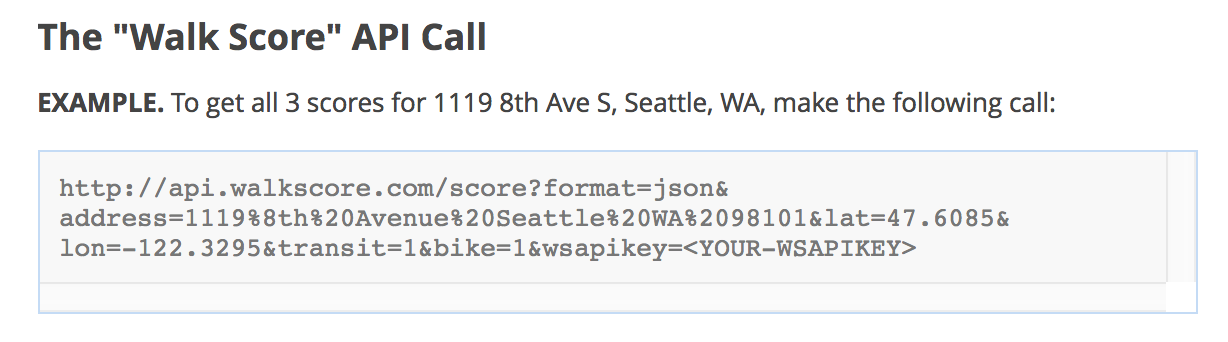 The "Walk Score" API Call
EXAMPLE. To get all 3 scores for 1119 8th Ave S, Seattle, WA, make the following call:
http://api.walkscore.com/score?format=json&
address=1119%8th%20Avenue%20Seattle%20WA%2098101&lat=47.6085&
lon=-122.3295&transit=1&bike=1&wsapikey=<YOUR-WSAPIKEY>